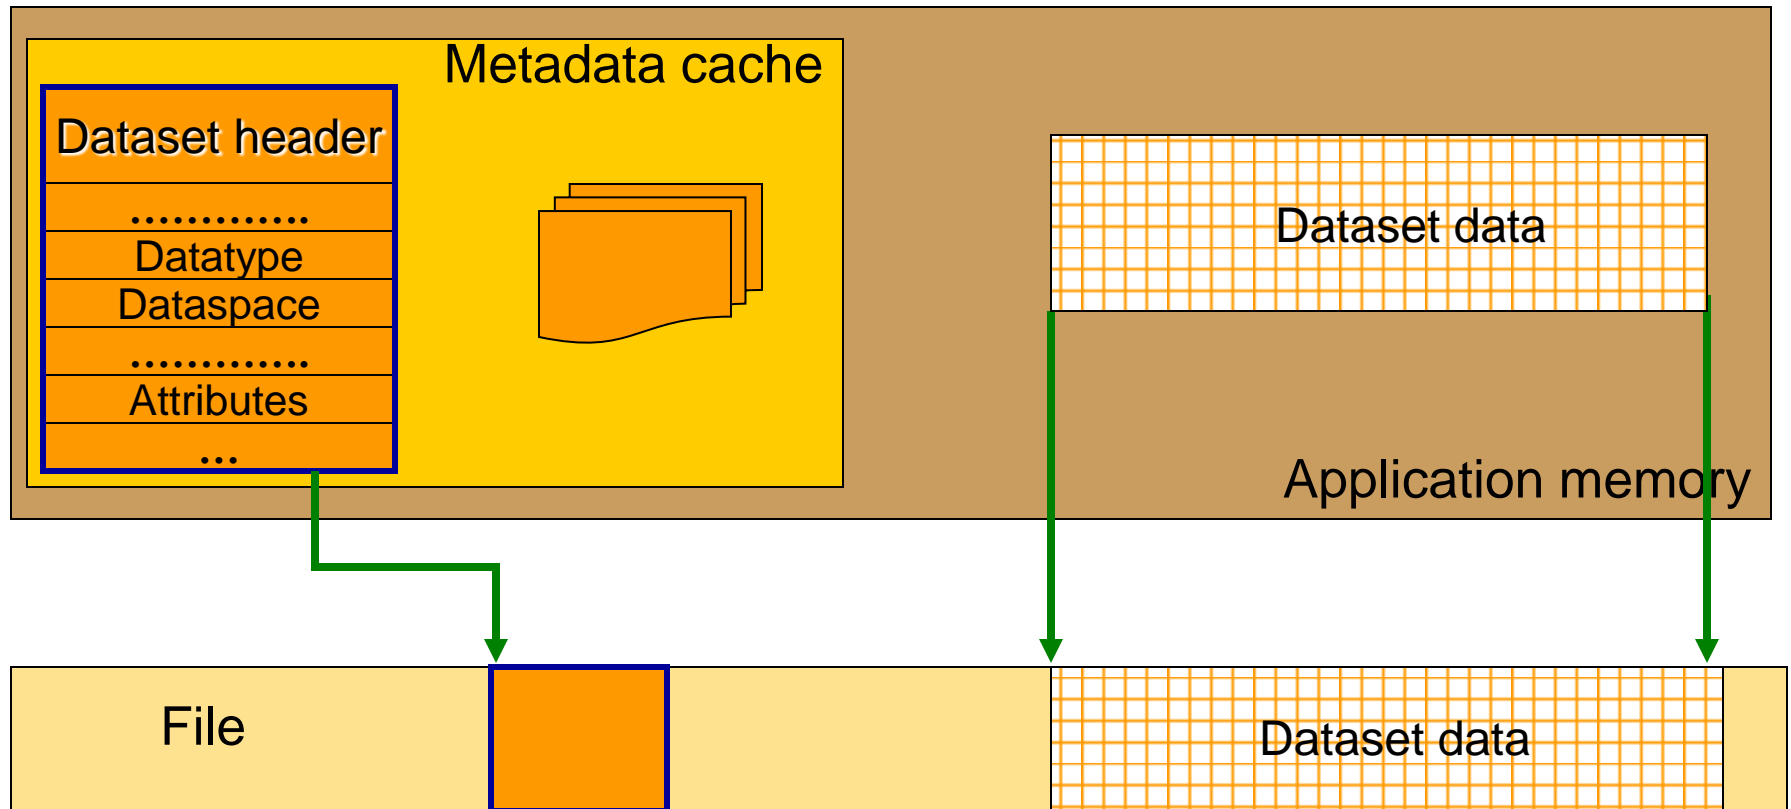 Metadata cache
Dataset header
.............
Datatype
Dataspace
.............
Attributes
...
Dataset data
Application memory
File
Dataset data